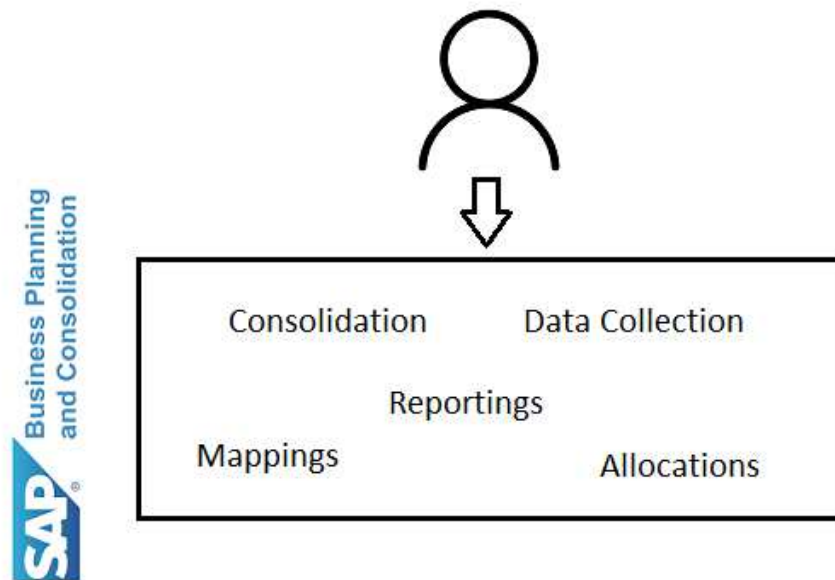 Business Planning
and Consolidation
SAP
®
Consolidation Data Collection
Reportings
Mappings
Allocations